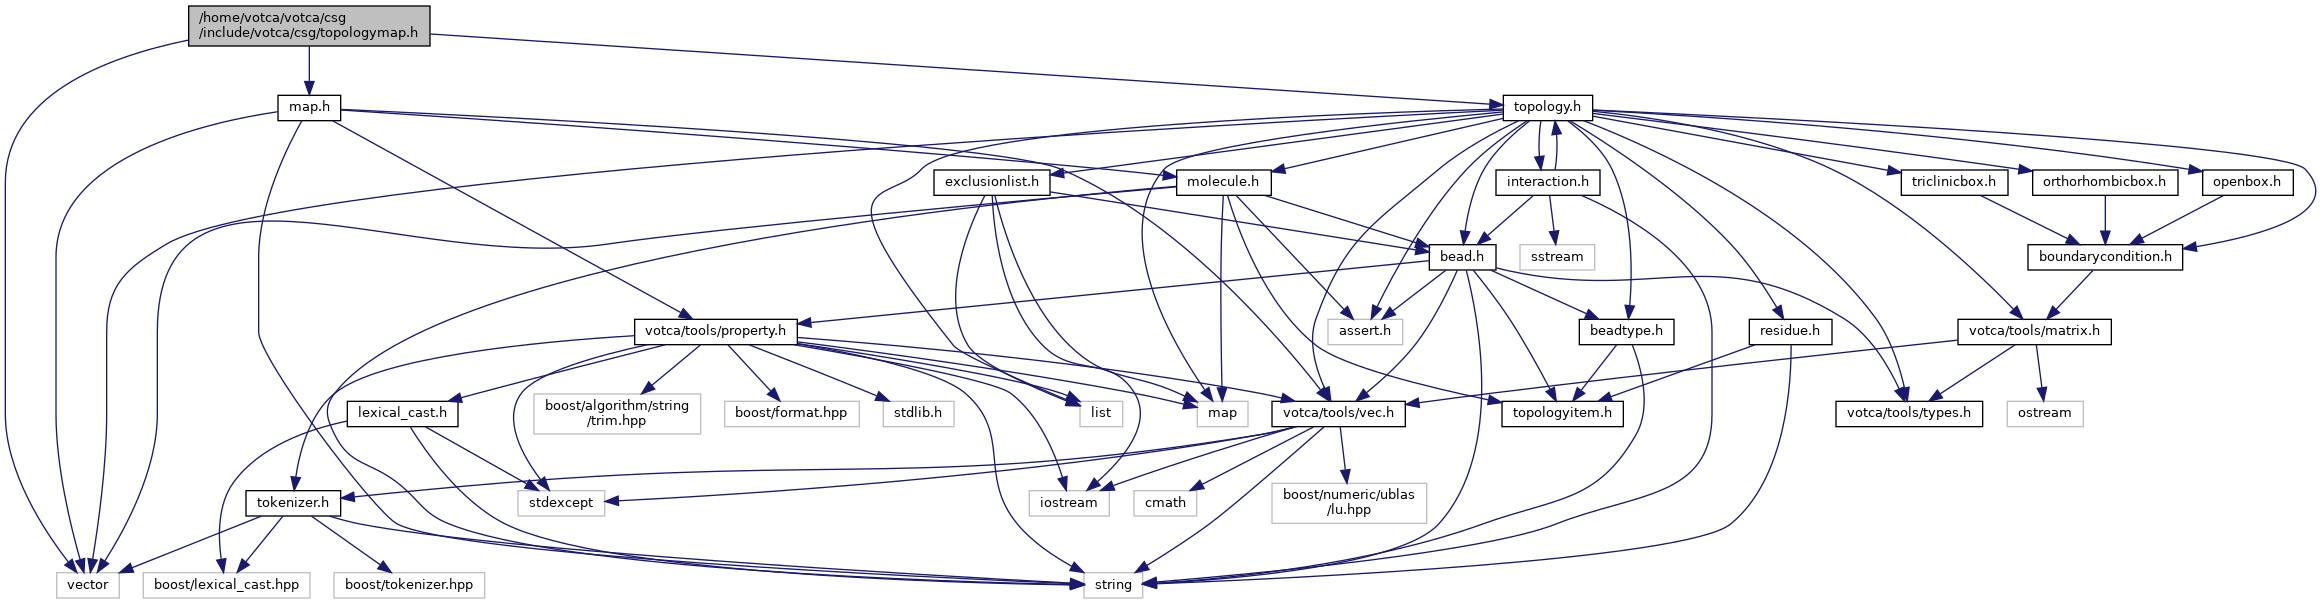 /home/votca/votca/csg
/include/votca/csg/topologymap.h
map.h
topology.h
exclusionlist.h
molecule.h
interaction.h
triclinicbox.h
orthorhombicbox.h
openbox.h
bead.h
sstream
boundarycondition.h
votca/tools/property.h
assert.h
beadtype.h
residue.h
votca/tools/matrix.h
lexical_cast.h
boost/algorithm/string
/trim.hpp
boost/format.hpp
stdlib.h
list
map
votca/tools/vec.h
topologyitem.h
votca/tools/types.h
ostream
tokenizer.h
stdexcept
iostream
cmath
boost/numeric/ublas
/lu.hpp
vector
boost/lexical_cast.hpp
boost/tokenizer.hpp
string